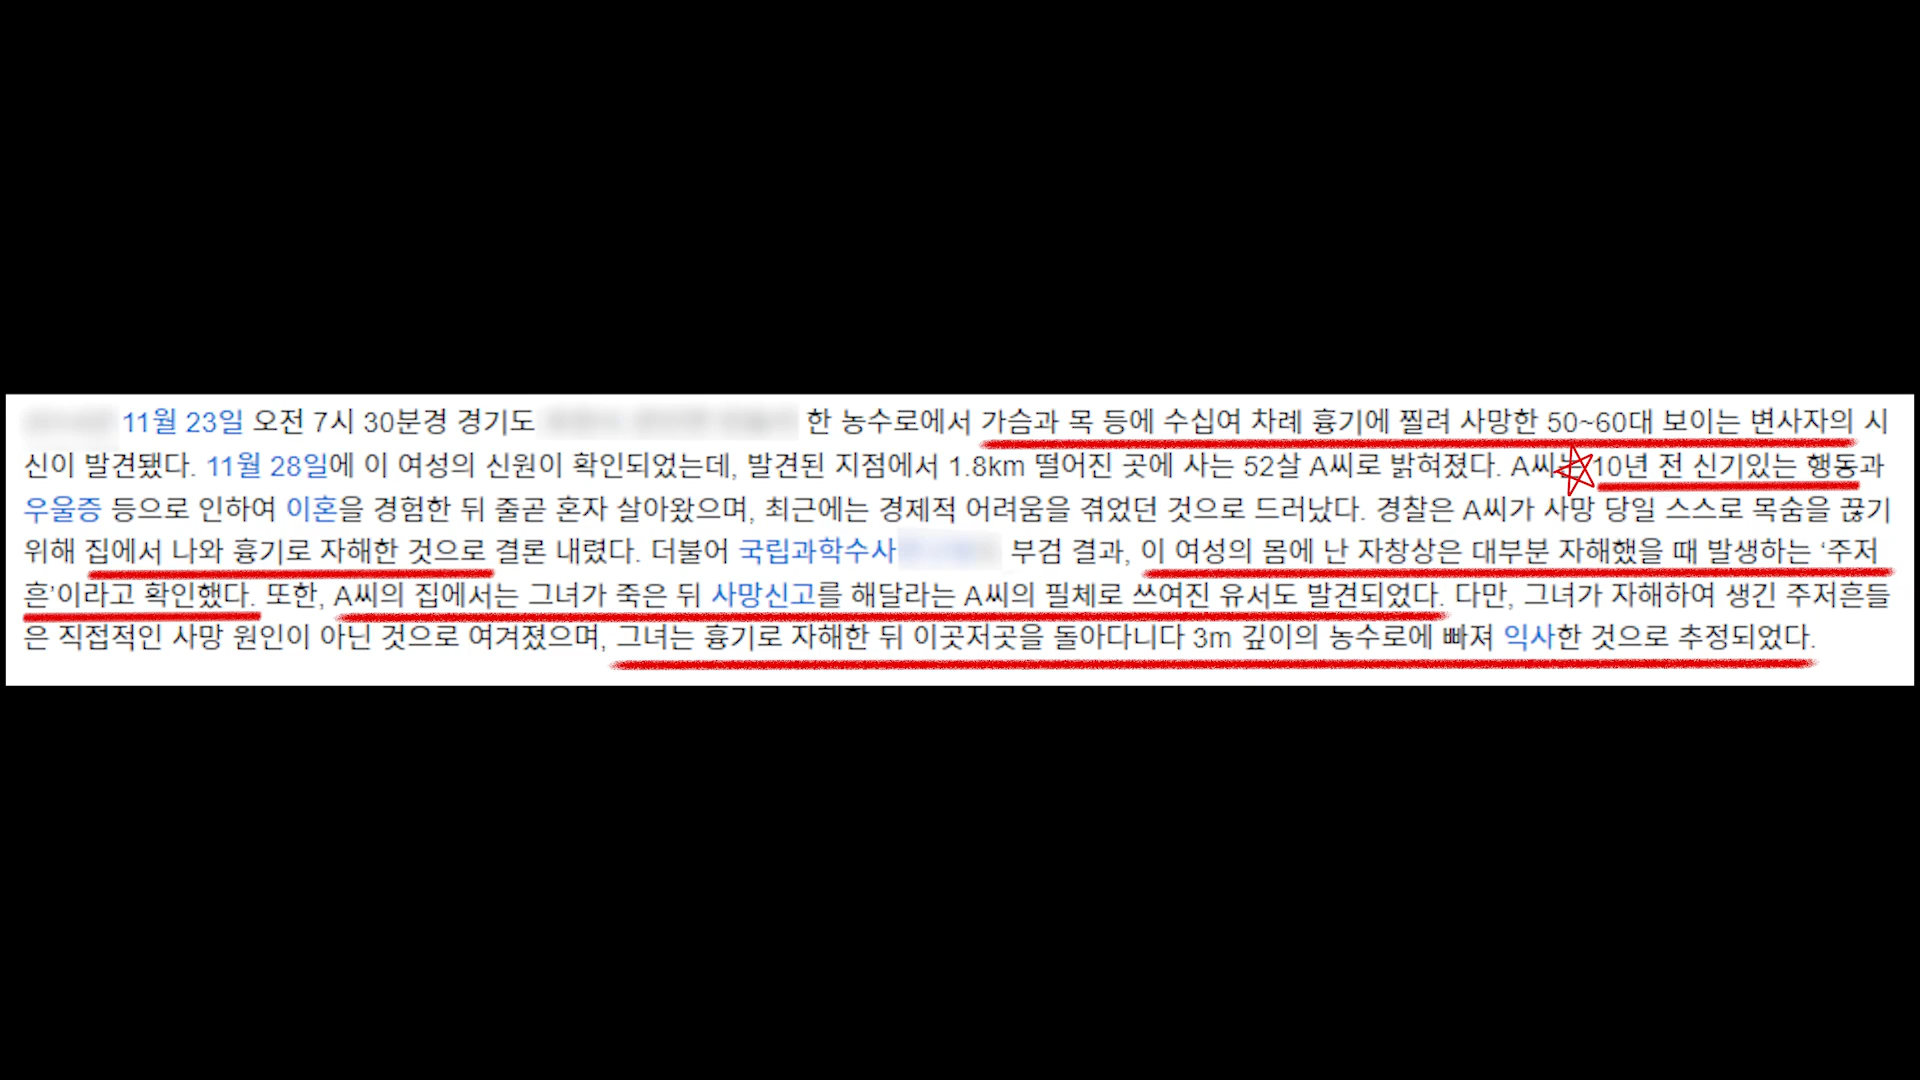 11월 23일 오전 7시 30분경 경기도 한 농수로에서 가슴과 목 등에 수십여 차례 흉기에 찔려 사망한 50~60대 보이는 변사자의 시
신이 발견됐다. 11월 28일에 이 여성의 신원이 확인되었는데, 발견된 지점에서 1.8km 떨어진 곳에 사는 52살 A씨로 밝혀졌다. A씨는 10년 전 신기있는 행동과
우울증 등으로 인하여 이혼을 경험한 뒤 줄곧 혼자 살아왔으며, 최근에는 경제적 어려움을 겪었던 것으로 드러났다. 경찰은 A씨가 사망 당일 스스로 목숨을 끊기
위해 집에서 나와 흉기로 자해한 것으로 결론 내렸다. 더불어 국립과학수사 부검 결과, 이 여성의 몸에 난 자창상은 대부분 자해했을 때 발생하는 ‘주저
흔’이라고 확인했다. 또한, A씨의 집에서는 그녀가 죽은 뒤 사망신고를 해달라는 A씨의 필체로 쓰여진 유서도 발견되었다. 다만, 그녀가 자해하여 생긴 주저흔들
은 직접적인 사망 원인이 아닌 것으로 여겨졌으며, 그녀는 흉기로 자해한 뒤 이곳저곳을 돌아다니다 3m 깊이의 농수로에 빠져 익사한 것으로 추정되었다.